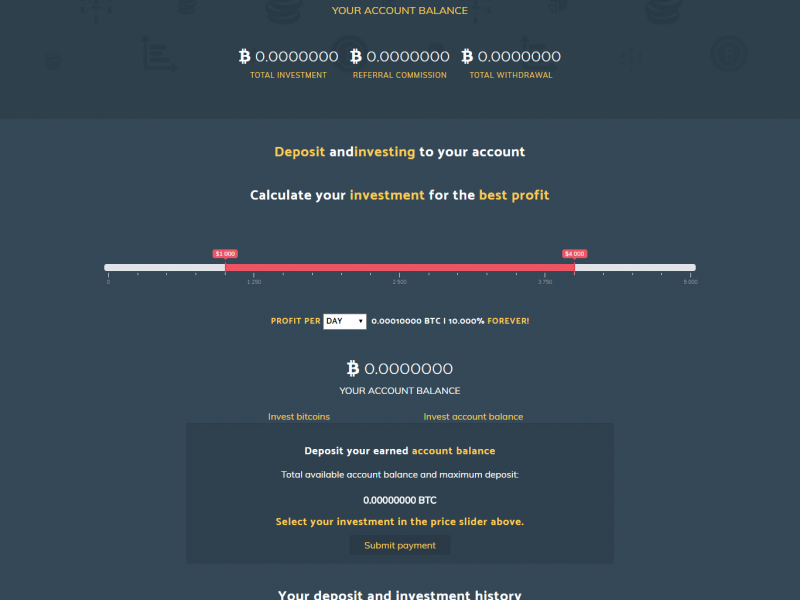 YOUR ACCOUNT BALANCE
0.0000000 0.0000000 0.0000000
TOTAL INVESTMENT REFERRAL COMMISSION TOTAL WITHDRAWAL
Deposit andinvesting to your account
Calculate your investment for the best profit
$1 000 $4 000
0 1 250 2 500 3 750 5 000
PROFIT PER DAY 0.00010000 BTC | 10.000% FOREVER!
0.0000000
YOUR ACCOUNT BALANCE
Invest bitcoins Invest account balance
Deposit your earned account balance
Total available account balance and maximum deposit:
0.00000000 BTC
Select your investment in the price slider above.
Submit payment
Your deposit and investment history